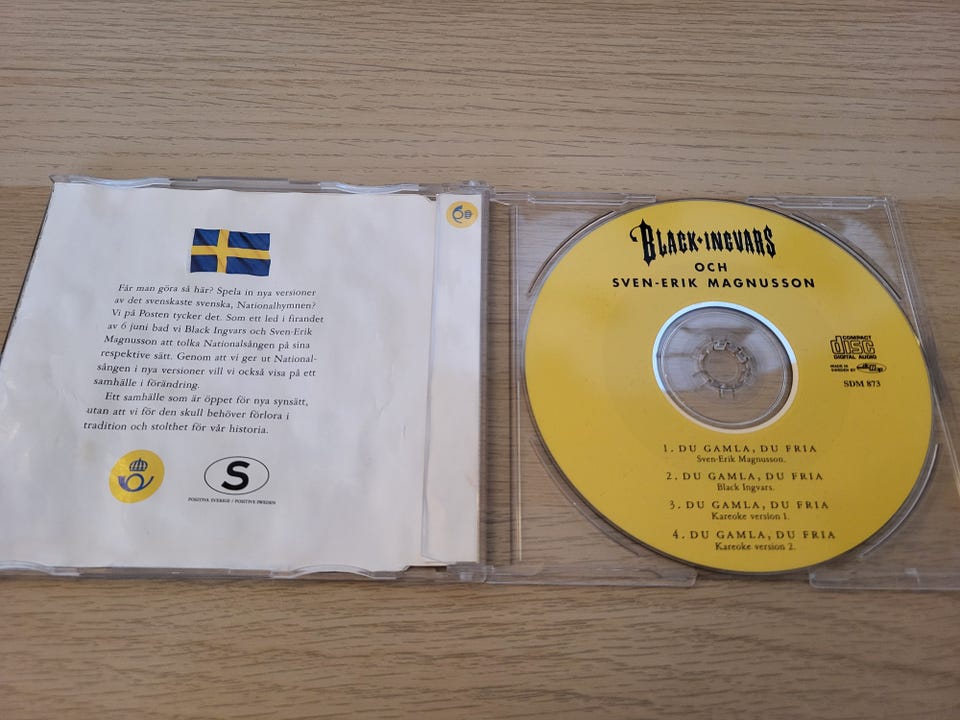 Får man göra så här? Spela in nya versioner
av det svenskaste svenska, Nationalhymnen?
Vi på Posten tycker det. Som ett led i firandet
av 6 juni bad vi Black Ingvars och Sven-Erik
Magnusson att tolka Nationalsången på sina
respektive sätt. Genom att vi ger ut National-
sången i nya versioner vill vi också visa på ett
samhälle i förändring.
Ett samhälle som är öppet för nya synsätt,
utan att vi för den skull behöver förlora i
tradition och stolthet för vår historia.
S
POSITIVA SVERIGE / POSITIVE SWEDEN
BLACK·INGVARS
OCH
SVEN-ERIK MAGNUSSON
COMPACT
disc
DIGITAL AUDIO
MADE IN
SWEDEN BY
SDM 873
1. DU GAMLA, DU FRIA
Sven-Erik Magnusson.
2. DU GAMLA, DU FRIA
Black Ingvars.
3. DU GAMLA, DU FRIA
Kareoke version 1.
4. DU GAMLA, DU FRIA
Kareoke version 2.